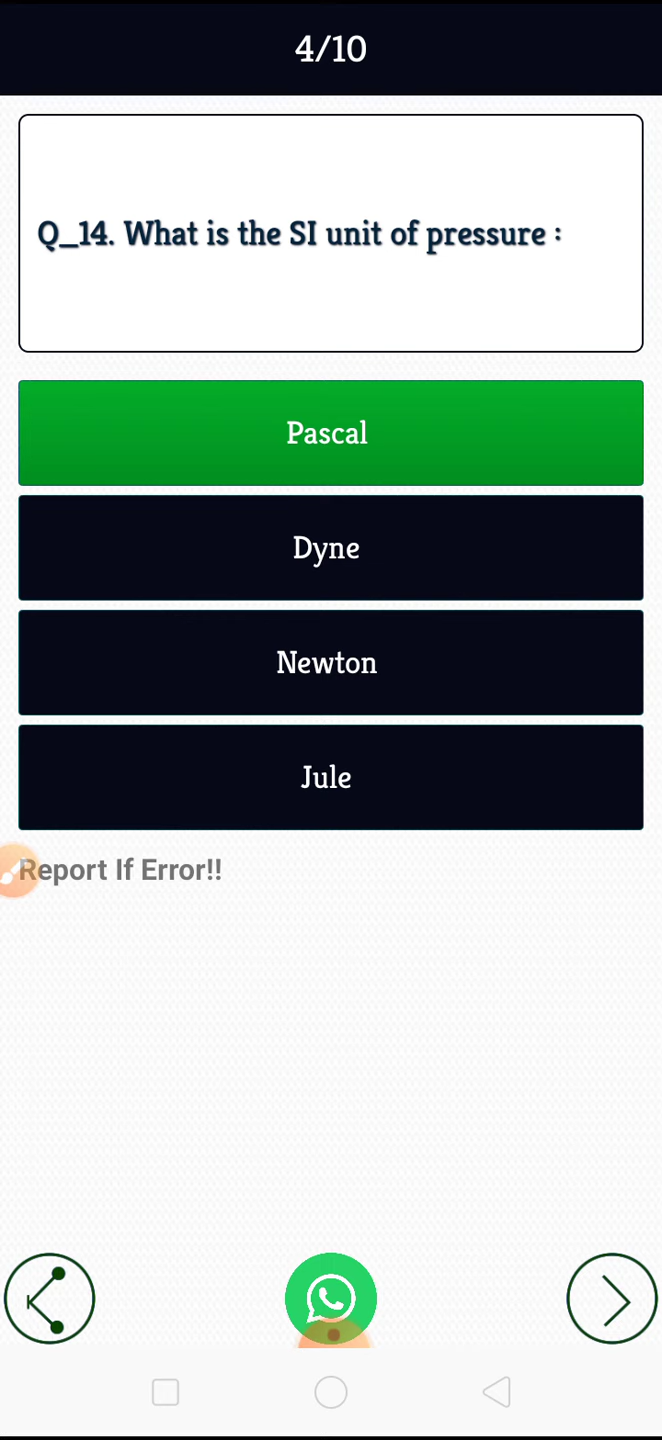 4/10
Q_14. What is the SI unit of pressure :
Pascal
Dyne
Newton
Jule
Report If Error!!